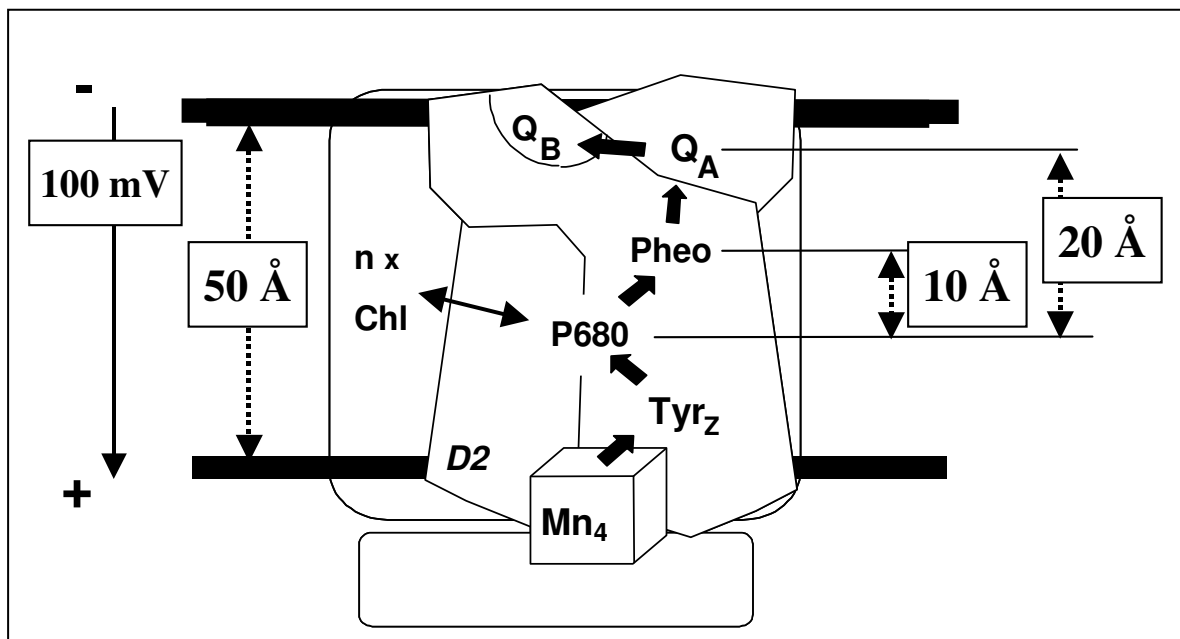 -
100 mV
+
50 Å
n x
Chl
D2
Q_B
Q_A
Pheo
P680
Tyr_Z
Mn_4
10 Å
20 Å